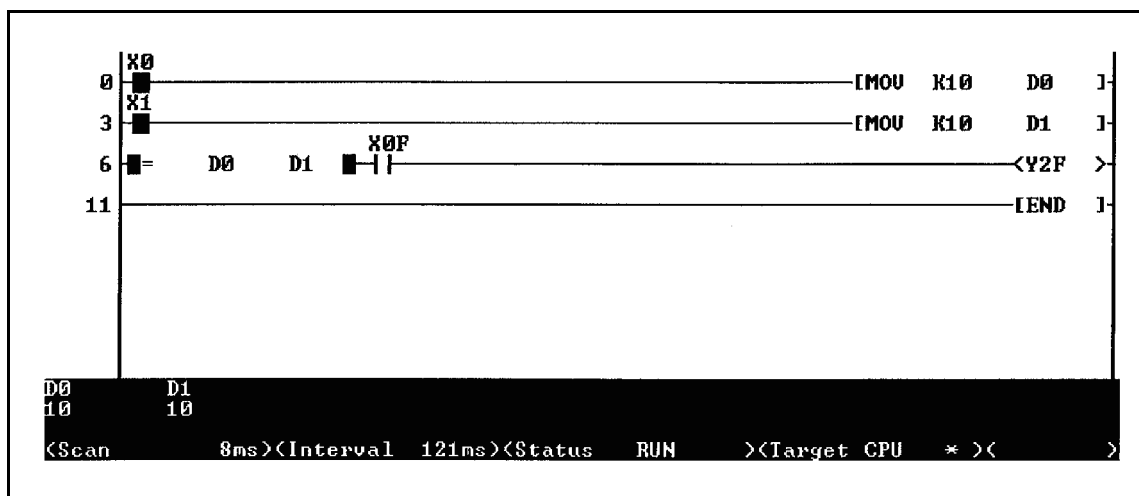 X0
0 [MOV K10 D0 ]
X1
3 [MOV K10 D1 ]
X0F
6 = D0 D1 <Y2F >
11 [END ]
D0 D1
10 10
<Scan 8ms><Interval 121ms><Status RUN ><Target CPU * >< >